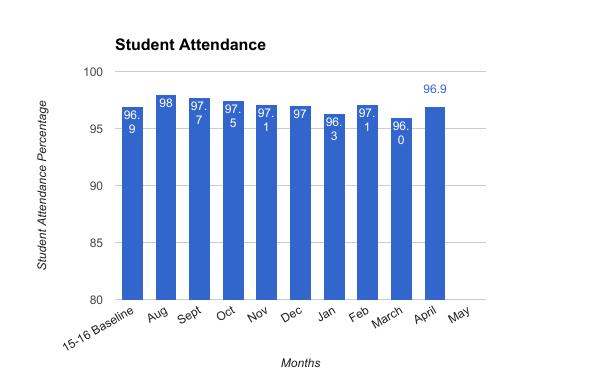 Student Attendance
Student Attendance Percentage
100
95
90
85
80
96.
9
98
97.
7
97.
5
97.
1
97
96.
3
97.
1
96.
0
96.9
15-16 Baseline
Aug
Sept
Oct
Nov
Dec
Jan
Feb
March
April
May
Months